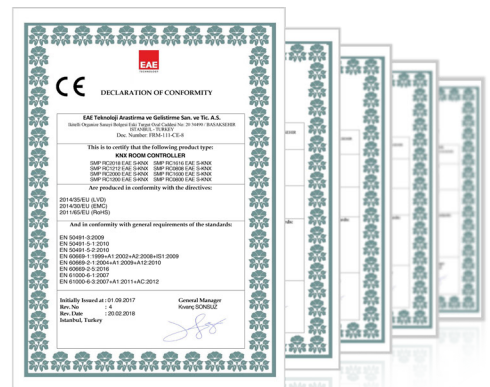 EAE
TECHNOLOGY
CE DECLARATION OF CONFORMITY
EAE Teknoloji Arastirma ve Gelistirme San. ve Tic. A.S.
Ikitelli Organize Sanayi Bolgesi Eski Turgut Ozal Caddesi No: 20 34490 / BASAKSEHIR
ISTANBUL - TURKEY
Doc. Number: FRM-111-CE-8
This is to certify that the following product type:
KNX ROOM CONTROLLER
SMP RC2016 EAE S-KNX SMP RC1616 EAE S-KNX
SMP RC1212 EAE S-KNX SMP RC0808 EAE S-KNX
SMP RC2000 EAE S-KNX SMP RC1600 EAE S-KNX
SMP RC1200 EAE S-KNX SMP RC0800 EAE S-KNX
Are produced in conformity with the directives:
2014/35/EU (LVD)
2014/30/EU (EMC)
2011/65/EU (RoHS)
And in conformity with general requirements of the standards:
EN 50491-3:2009
EN 50491-5-1:2010
EN 50491-5-2:2010
EN 60669-1:1999+A1:2002+A2:2008+IS1:2009
EN 60669-2-1:2004+A1:2009+A12:2010
EN 60669-2-5:2016
EN 61000-6-1:2007
EN 61000-6-3:2007+A1:2011+AC:2012
Initially Issued at : 01.09.2017 General Manager
Rev. No : 4 Kıvanç SONSUZ
Rev. Date : 20.02.2018
Istanbul, Turkey